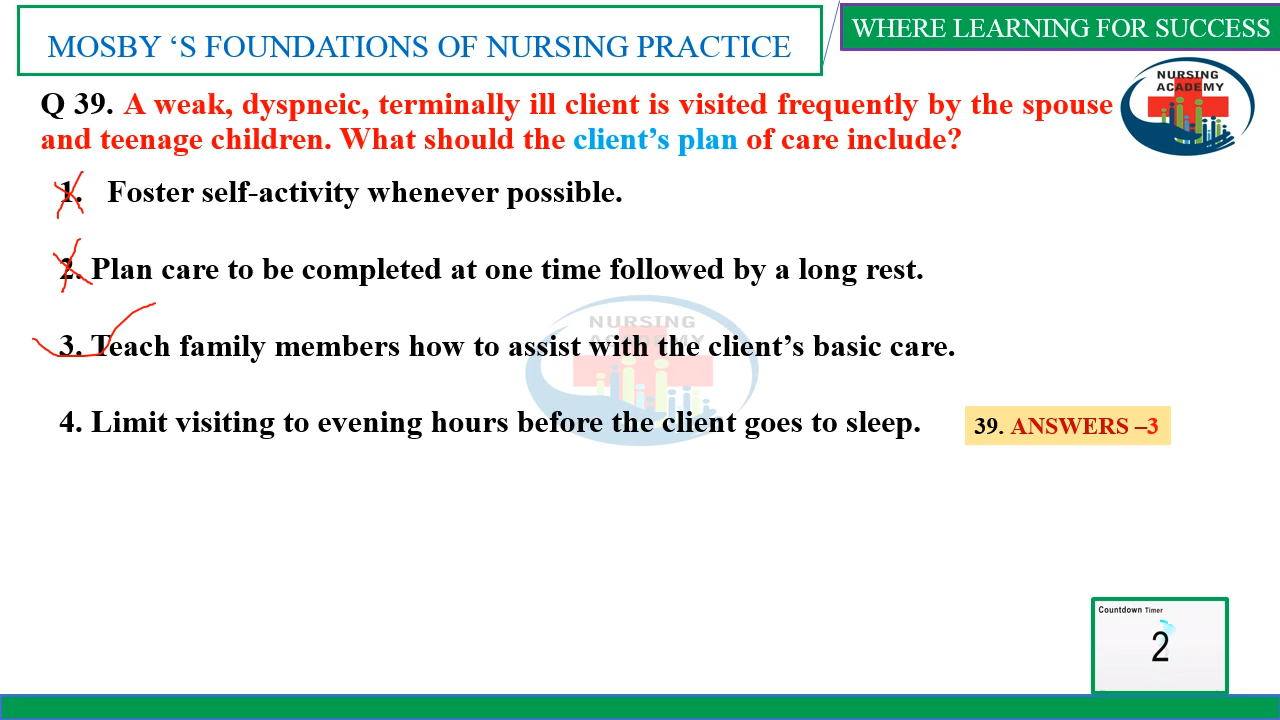 MOSBY ‘S FOUNDATIONS OF NURSING PRACTICE
WHERE LEARNING FOR SUCCESS
NURSING
ACADEMY
Q 39. A weak, dyspneic, terminally ill client is visited frequently by the spouse
and teenage children. What should the client’s plan of care include?
1. Foster self-activity whenever possible.
2. Plan care to be completed at one time followed by a long rest.
NURSING
ACADEMY
3. Teach family members how to assist with the client’s basic care.
4. Limit visiting to evening hours before the client goes to sleep.
39. ANSWERS –3
Countdown Timer
2